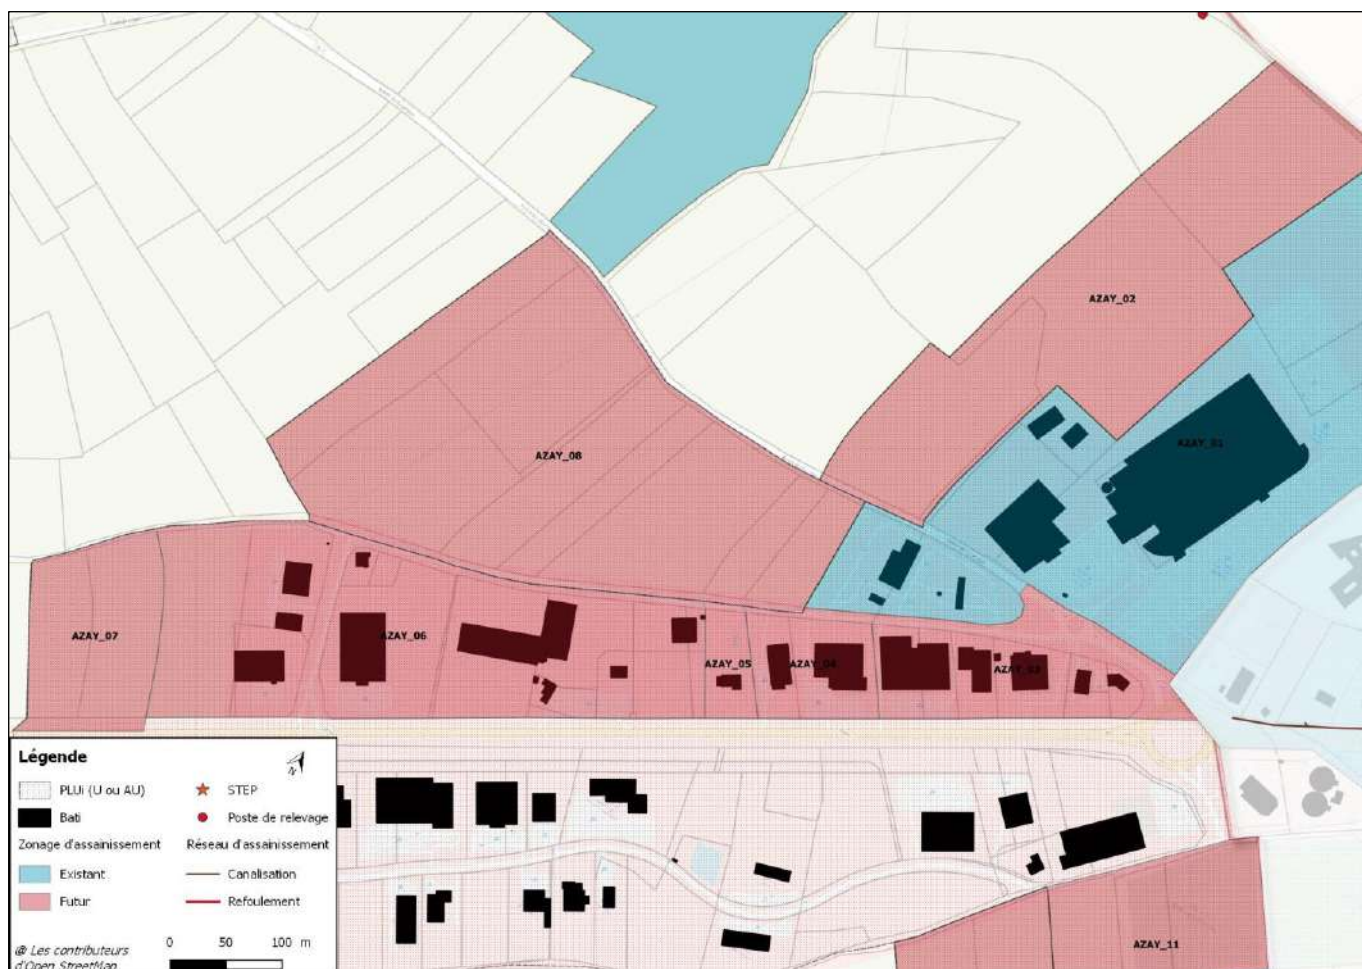 AZAY_02
AZAY_01
AZAY_08
AZAY_07
AZAY_06
AZAY_05
AZAY_04
AZAY_03
AZAY_11
Légende
N
PLUi (U ou AU)
STEP
Bati
Poste de relevage
Zonage d'assainissement
Réseau d'assainissement
Existant
Canalisation
Futur
Refoulement
@ Les contributeurs
d'Open StreetMap
0 50 100 m